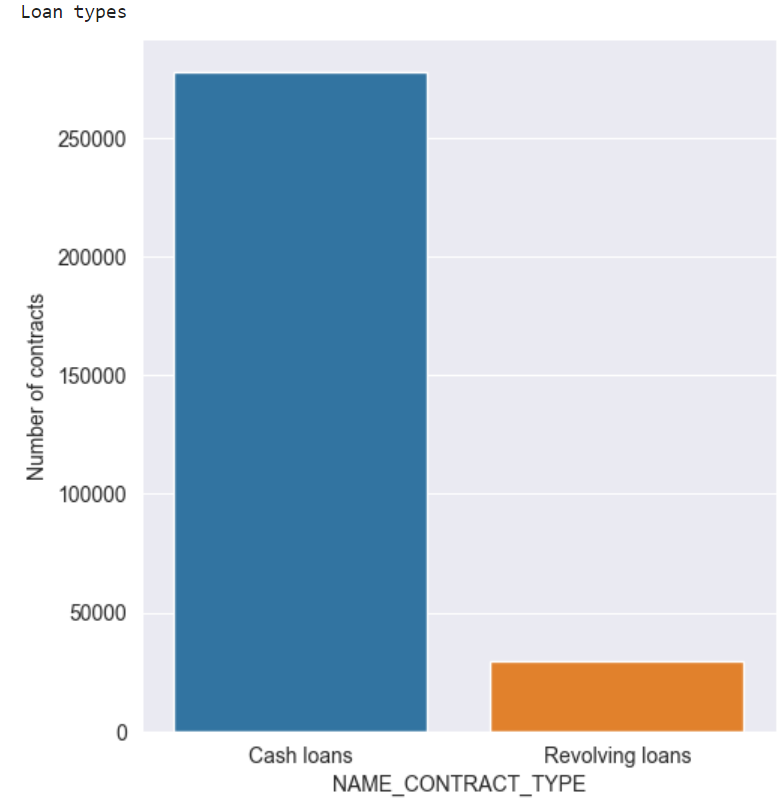 Loan types
250000
200000
150000
100000
50000
0
Number of contracts
Cash loans Revolving loans
NAME_CONTRACT_TYPE